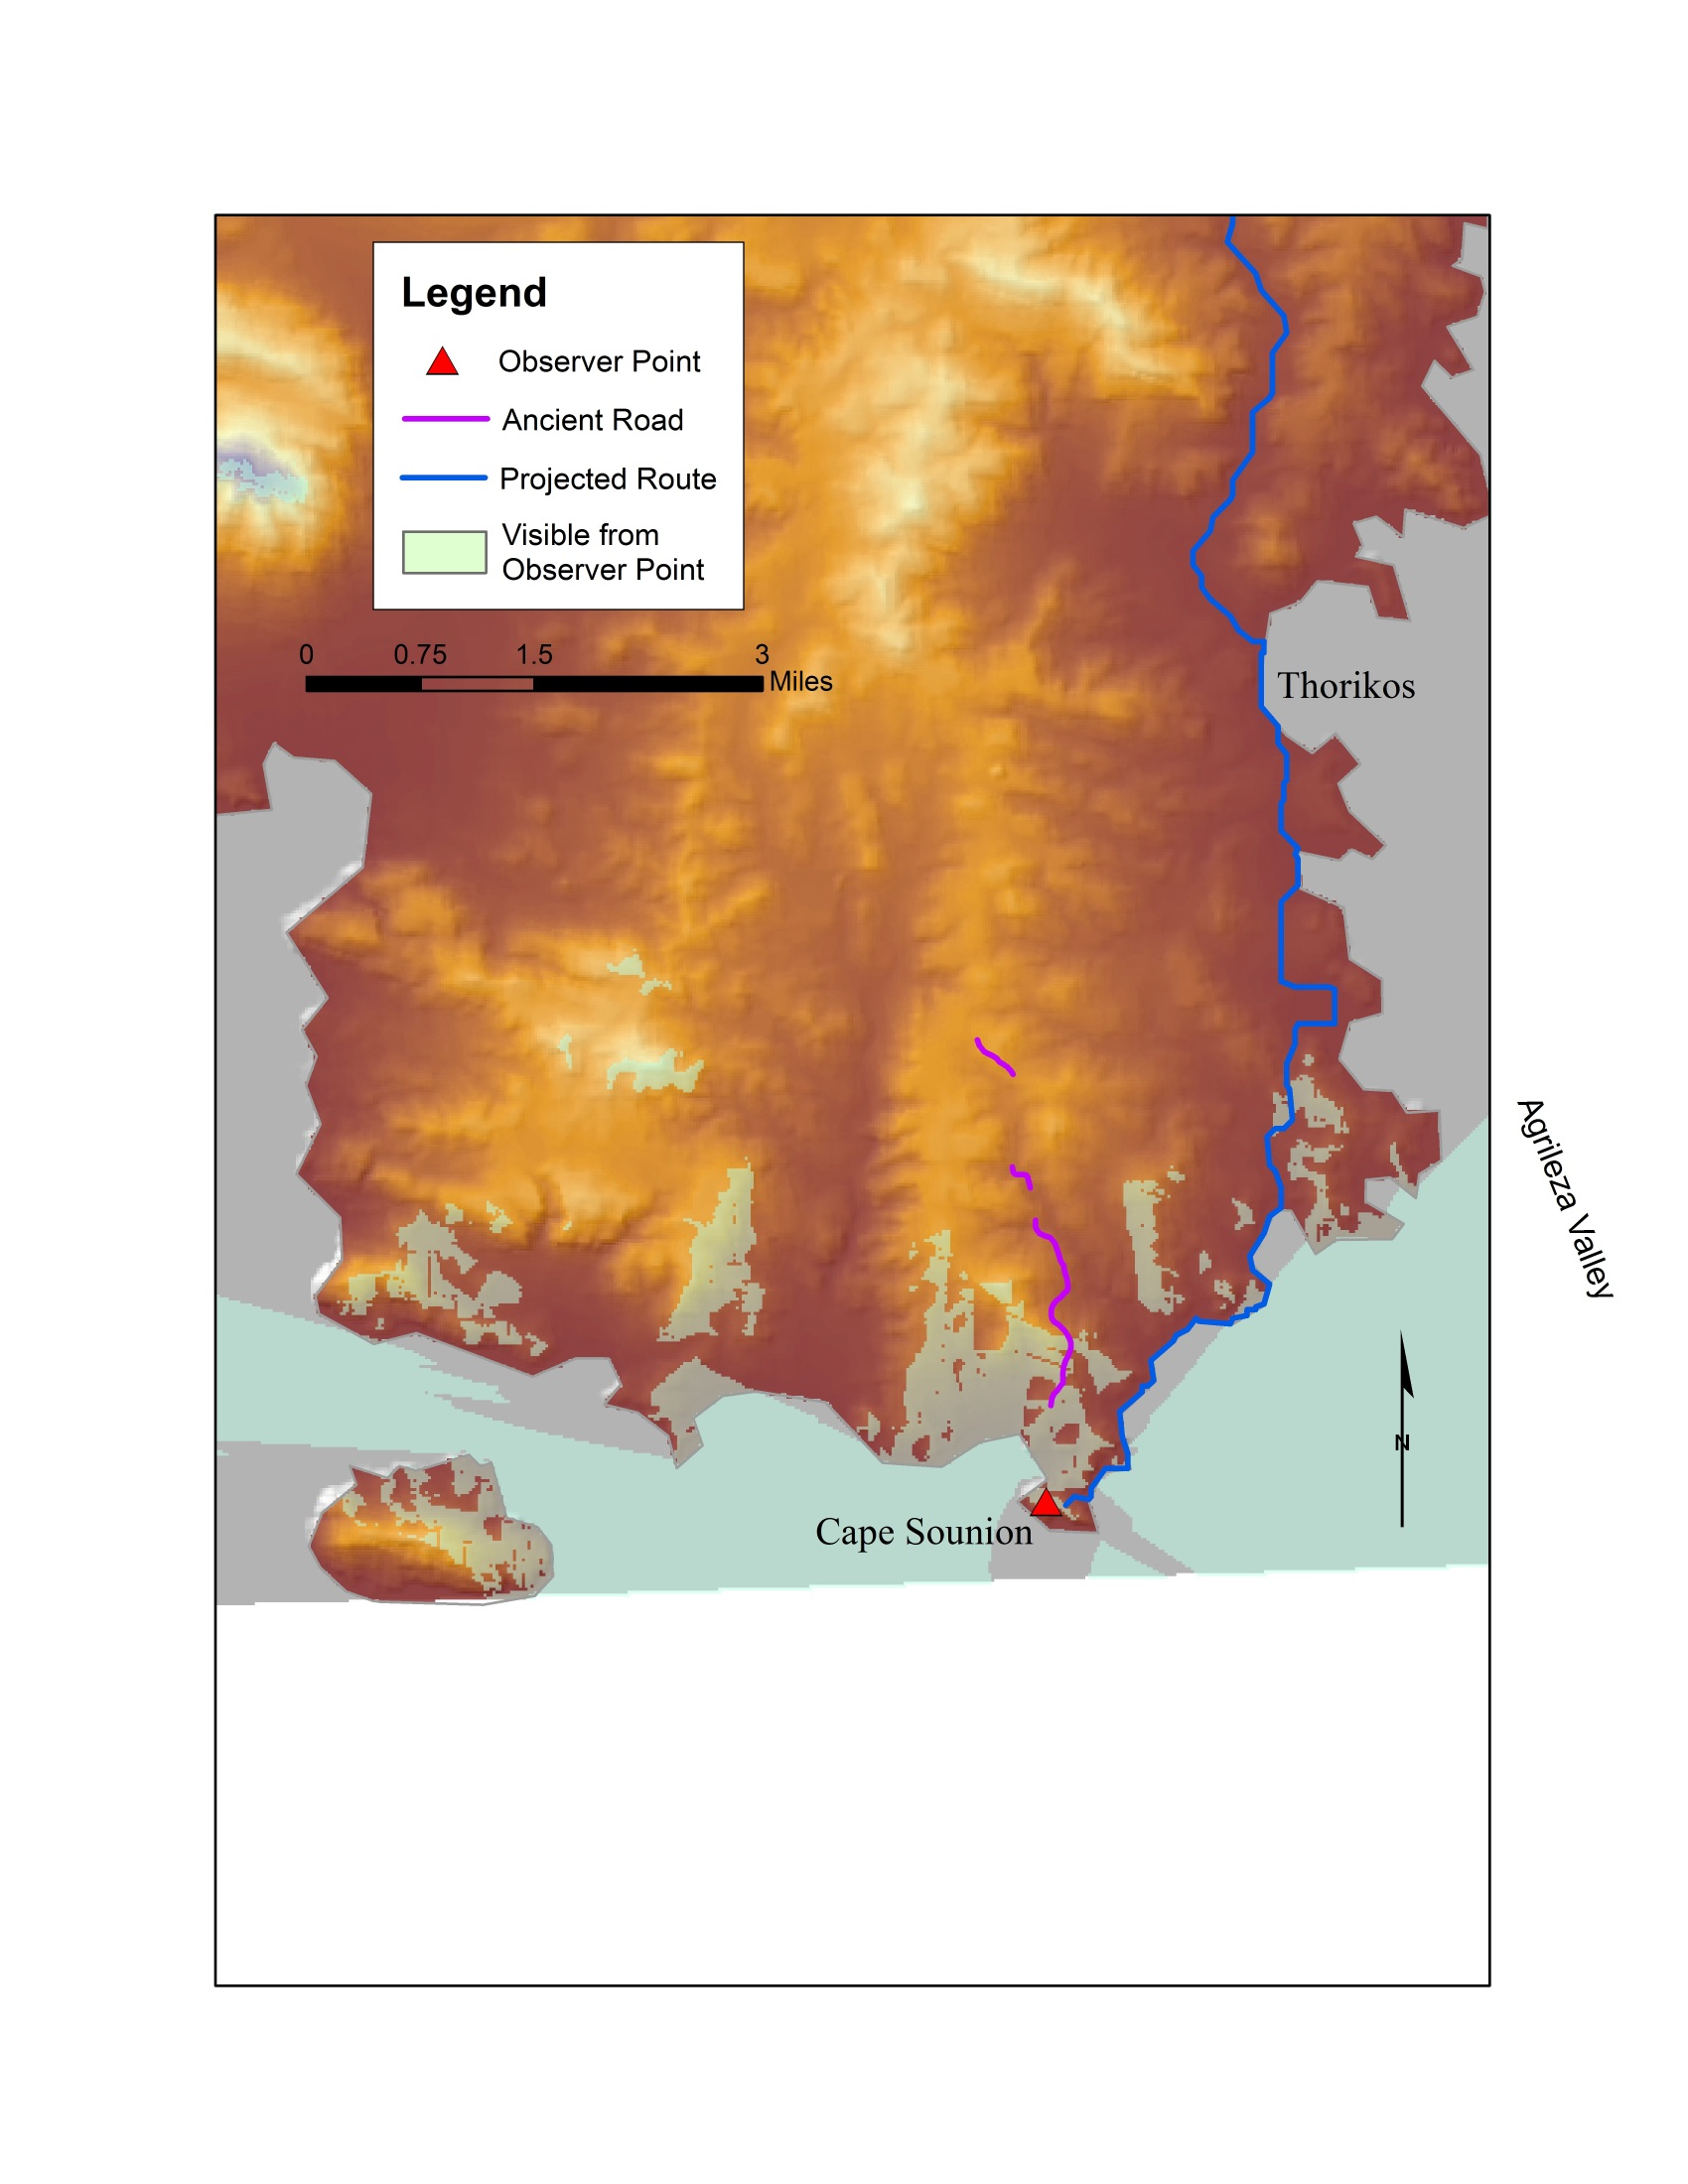 Legend
Observer Point
Ancient Road
Projected Route
Visible from
Observer Point
0 0.75 1.5 3
Miles
Thorikos
Agrileza Valley
N
Cape Sounion